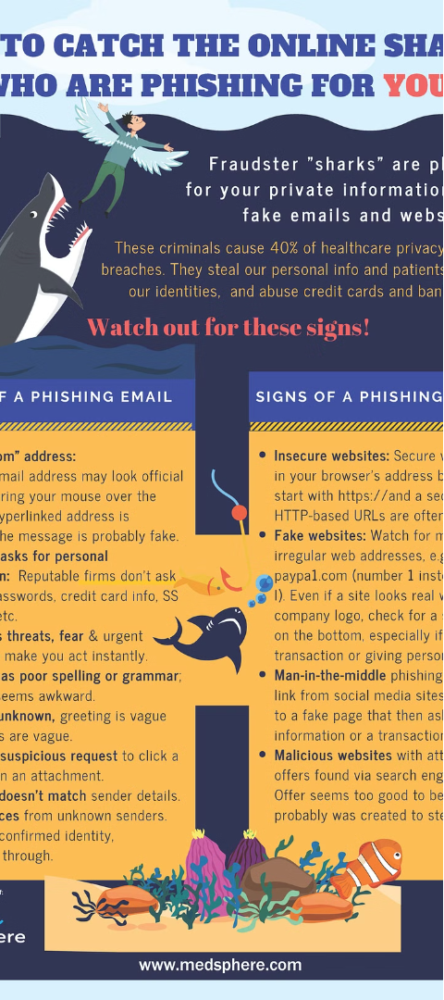 TO CATCH THE ONLINE SHA
WHO ARE PHISHING FOR YOU
Fraudster "sharks" are pl
for your private information
fake emails and webs
These criminals cause 40% of healthcare privacy
breaches. They steal our personal info and patients
our identities, and abuse credit cards and ban
Watch out for these signs!
F A PHISHING EMAIL
om" address:
mail address may look official
ring your mouse over the
yperlinked address is
he message is probably fake.
asks for personal
n: Reputable firms don't ask
asswords, credit card info, SS
etc.
s threats, fear & urgent
make you act instantly.
as poor spelling or grammar;
seems awkward.
unknown, greeting is vague
s are vague.
suspicious request to click a
n an attachment.
doesn't match sender details.
ces from unknown senders.
confirmed identity,
through.
SIGNS OF A PHISHING
• Insecure websites: Secure w
in your browser's address b
start with https://and a sec
HTTP-based URLs are often
• Fake websites: Watch for m
irregular web addresses, e.g
paypa1.com (number 1 inste
l). Even if a site looks real w
company logo, check for a s
on the bottom, especially if
transaction or giving person
• Man-in-the-middle phishing
link from social media sites
to a fake page that then ask
information or a transaction
• Malicious websites with att
offers found via search eng
Offer seems too good to be
probably was created to ste
ere
www.medsphere.com